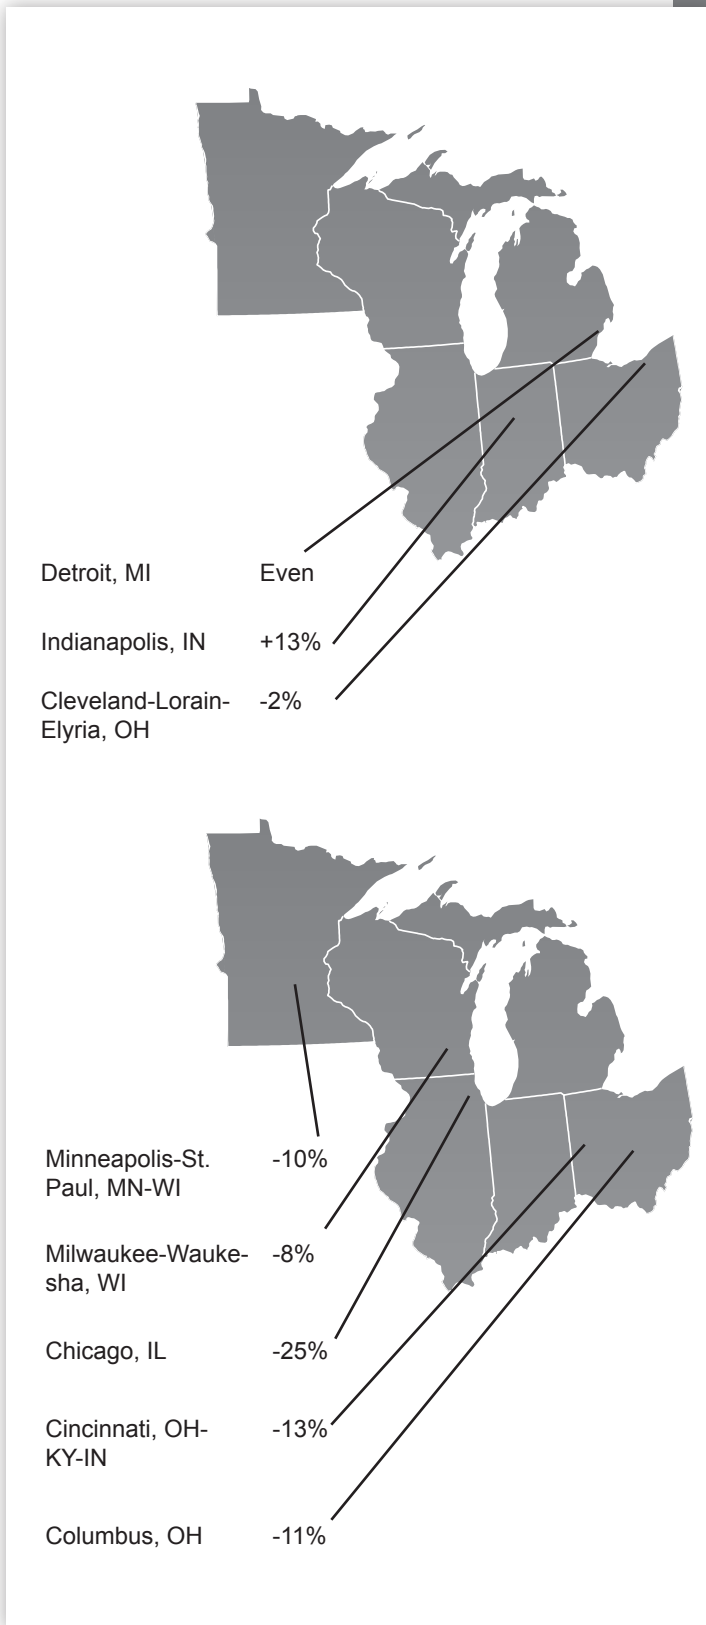 Detroit, MI Even
Indianapolis, IN +13%
Cleveland-Lorain- -2%
Elyria, OH
Minneapolis-St. -10%
Paul, MN-WI
Milwaukee-Wauke- -8%
sha, WI
Chicago, IL -25%
Cincinnati, OH- -13%
KY-IN
Columbus, OH -11%